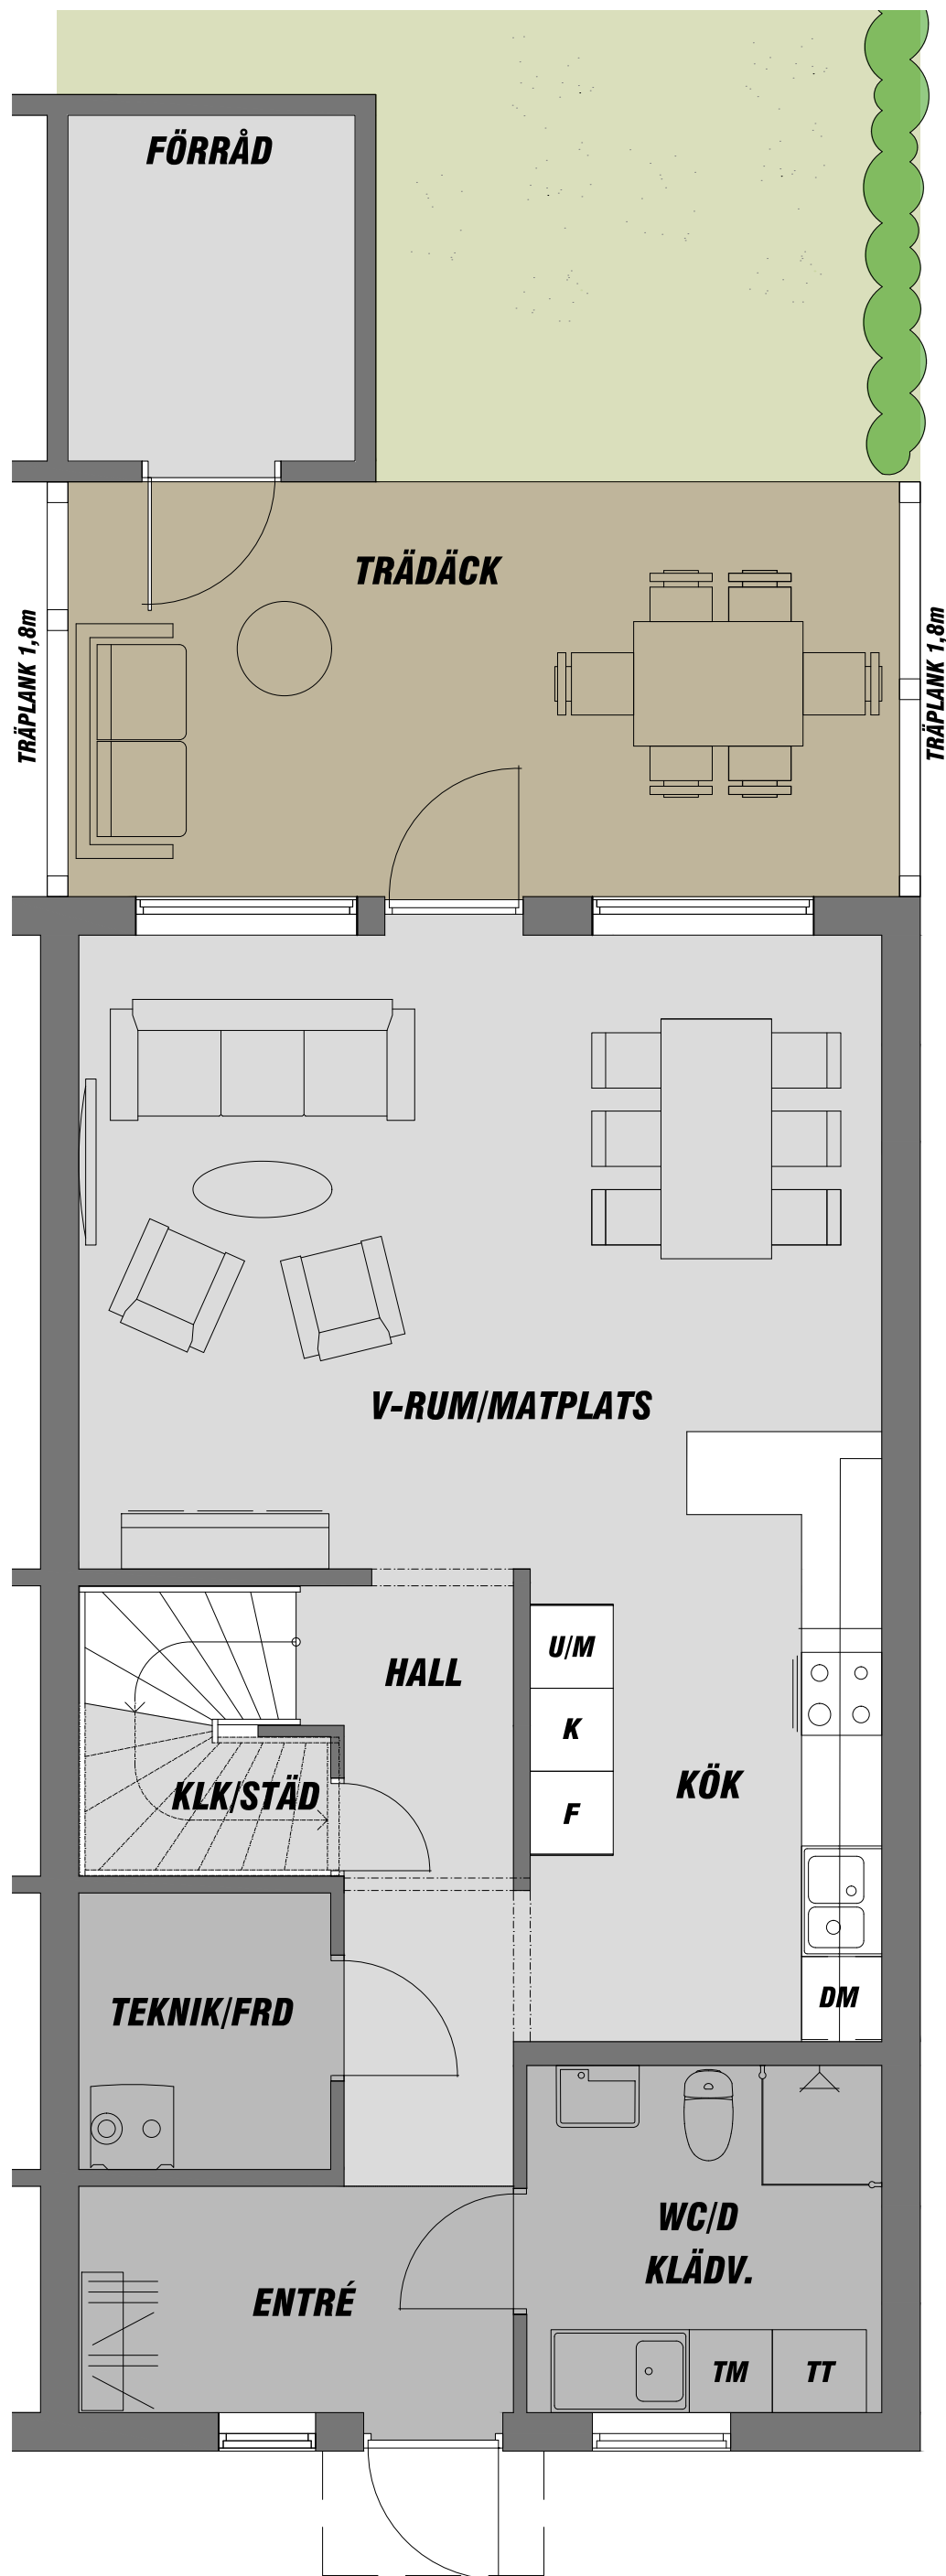 FÖRRÅD
TRÄDÄCK
TRÄPLANK 1,8m
TRÄPLANK 1,8m
V-RUM/MATPLATS
U/M
HALL
K
KÖK
KLK/STÄD
F
DM
TEKNIK/FRD
WC/D
KLÄDV.
ENTRÉ
TM
TT